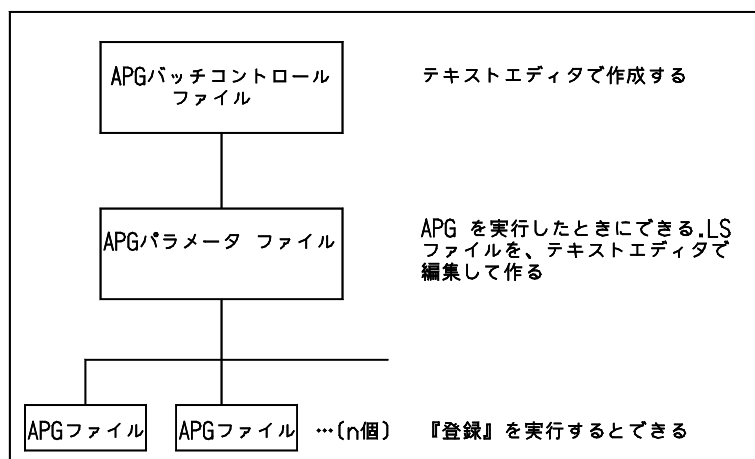 APGバッチコントロール
ファイル
テキストエディタで作成する
APGパラメータ ファイル
APG を実行したときにできる.LS
ファイルを、テキストエディタで
編集して作る
APGファイル
APGファイル
…(n個)
『登録』を実行するとできる